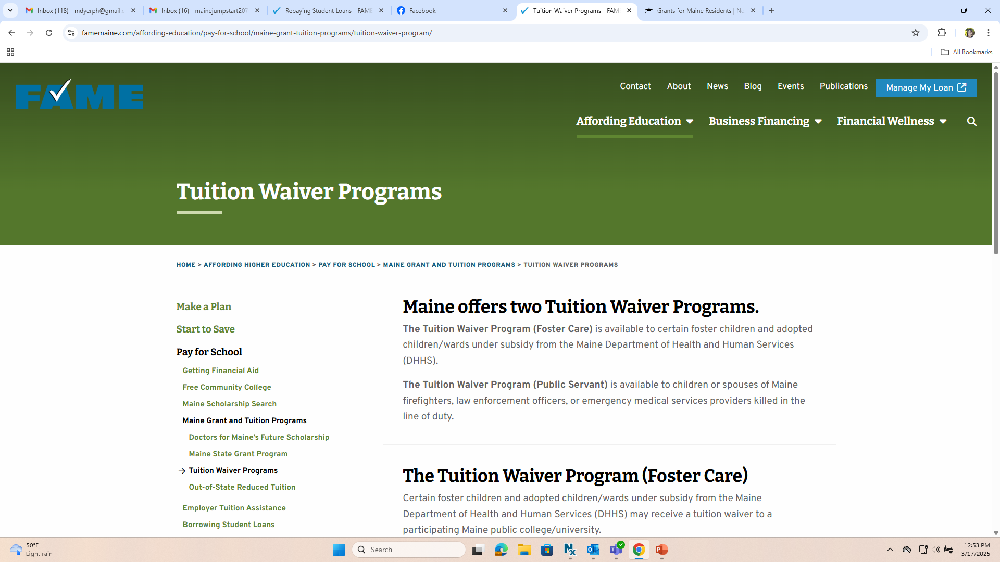 Inbox (118) - mdyerph@gmail.c
Inbox (16) - mainejumpstart207
Repaying Student Loans - FAME
Facebook
Tuition Waiver Programs - FAM
Grants for Maine Residents | Ne
famemaine.com/affording-education/pay-for-school/maine-grant-tuition-programs/tuition-waiver-program/
All Bookmarks
FAME
Contact
About
News
Blog
Events
Publications
Manage My Loan
Affording Education
Business Financing
Financial Wellness
Tuition Waiver Programs
HOME > AFFORDING HIGHER EDUCATION > PAY FOR SCHOOL > MAINE GRANT AND TUITION PROGRAMS > TUITION WAIVER PROGRAMS
Make a Plan
Start to Save
Pay for School
Getting Financial Aid
Free Community College
Maine Scholarship Search
Maine Grant and Tuition Programs
Doctors for Maine’s Future Scholarship
Maine State Grant Program
Tuition Waiver Programs
Out-of-State Reduced Tuition
Employer Tuition Assistance
Borrowing Student Loans
Maine offers two Tuition Waiver Programs.
The Tuition Waiver Program (Foster Care) is available to certain foster children and adopted
children/wards under subsidy from the Maine Department of Health and Human Services
(DHHS).
The Tuition Waiver Program (Public Servant) is available to children or spouses of Maine
firefighters, law enforcement officers, or emergency medical services providers killed in the
line of duty.
The Tuition Waiver Program (Foster Care)
Certain foster children and adopted children/wards under subsidy from the Maine
Department of Health and Human Services (DHHS) may receive a tuition waiver to a
participating Maine public college/university.
50°F
Light rain
Search
12:53 PM
3/17/2025